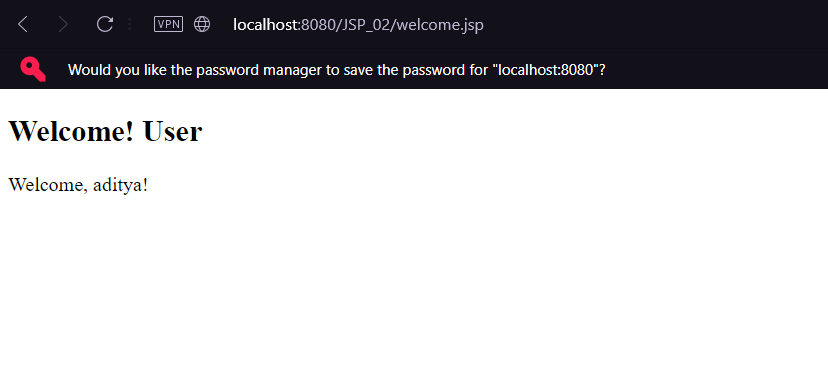 VPN localhost:8080/JSP_02/welcome.jsp
Would you like the password manager to save the password for "localhost:8080"?
Welcome! User
Welcome, aditya!